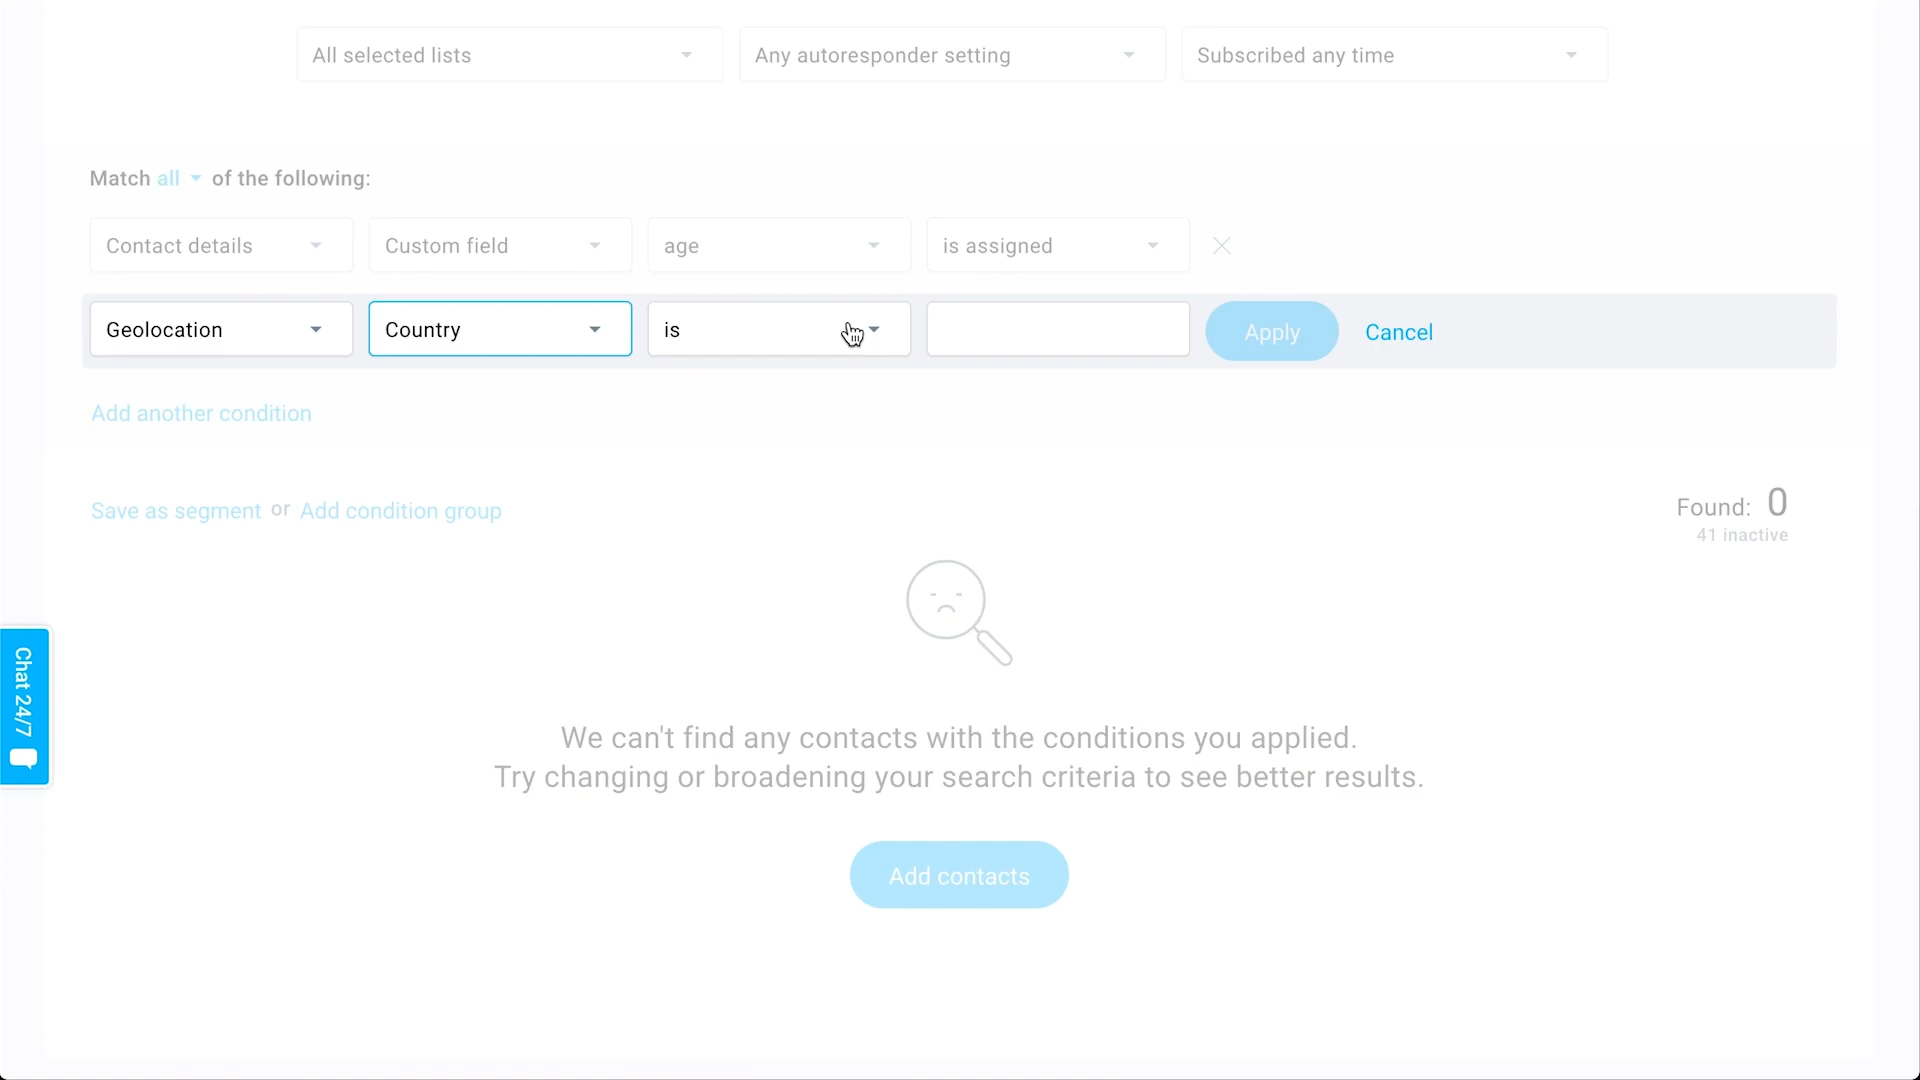 All selected lists Any autoresponder setting Subscribed any time
Match all of the following:
Contact details Custom field age is assigned
Geolocation Country is Apply Cancel
Add another condition
Save as segment or Add condition group Found: 0
41 inactive
Chat 24/7
We can't find any contacts with the conditions you applied.
Try changing or broadening your search criteria to see better results.
Add contacts